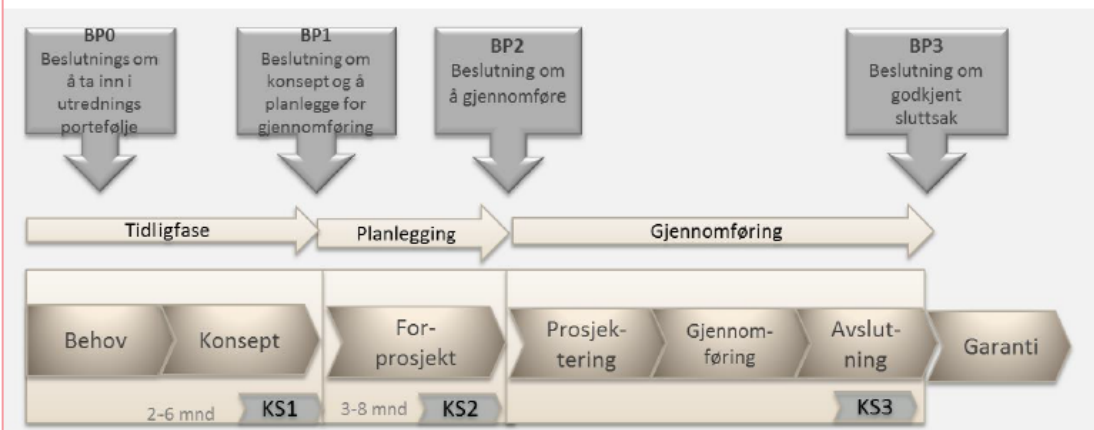 BP0
Beslutnings om
å ta inn i
utrednings
portefølje
BP1
Beslutning om
konsept og å
planlegge for
gjennomføring
BP2
Beslutning om
å gjennomføre
BP3
Beslutning om
godkjent
sluttsak
Tidligfase
Planlegging
Gjennomføring
Behov
Konsept
For-
prosjekt
Prosjek-
tering
Gjennom-
føring
Avslut-
ning
Garanti
2-6 mnd
KS1
3-8 mnd
KS2
KS3